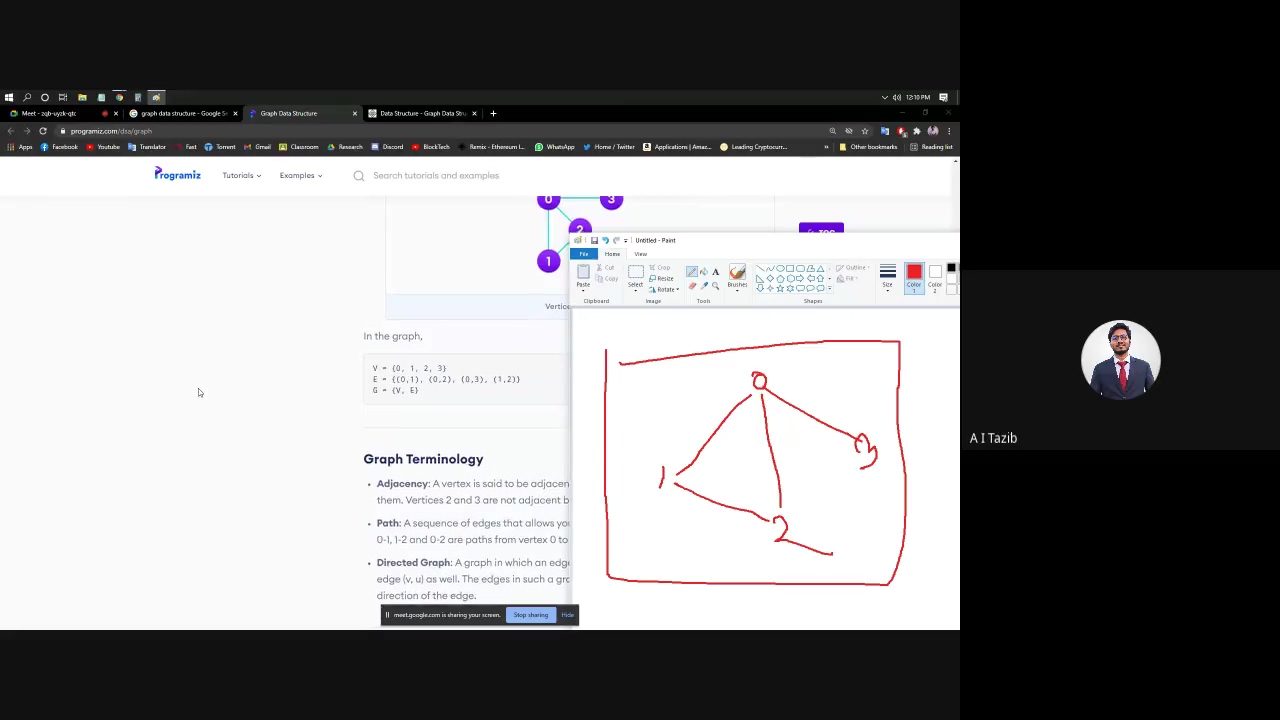 12:10 PM
Meet - zqb-uyzk-qtc
graph data structure - Google Se
Graph Data Structure
Data Structure - Graph Data Stru
programiz.com/dsa/graph
Apps Facebook Youtube Translator Fast Torrent Gmail Classroom Research Discord BlockTech Remix - Ethereum I... WhatsApp Home / Twitter Applications | Amaz... Leading Cryptocurr... » Other bookmarks Reading list
Programiz Tutorials Examples Search tutorials and examples
0 3
2
1
Untitled - Paint
File Home View
Paste Cut Copy Select Crop Resize Rotate A Brushes Outline Fill Size Color 1 Color 2
Clipboard Image Tools Shapes
Vertice
In the graph,
V = {0, 1, 2, 3}
E = {(0,1), (0,2), (0,3), (1,2)}
G = {V, E}
Graph Terminology
Adjacency: A vertex is said to be adjacen
them. Vertices 2 and 3 are not adjacent b
Path: A sequence of edges that allows yo
0-1, 1-2 and 0-2 are paths from vertex 0 to
Directed Graph: A graph in which an edg
edge (v, u) as well. The edges in such a gra
direction of the edge.
0
3
1
2
meet.google.com is sharing your screen. Stop sharing Hide
A I Tazib